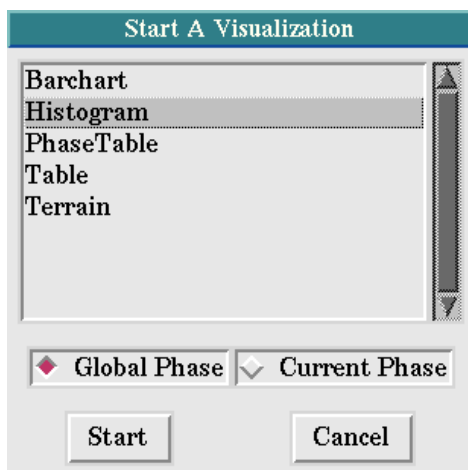 Start A Visualization
Barchart
Histogram
PhaseTable
Table
Terrain
Global Phase Current Phase
Start Cancel